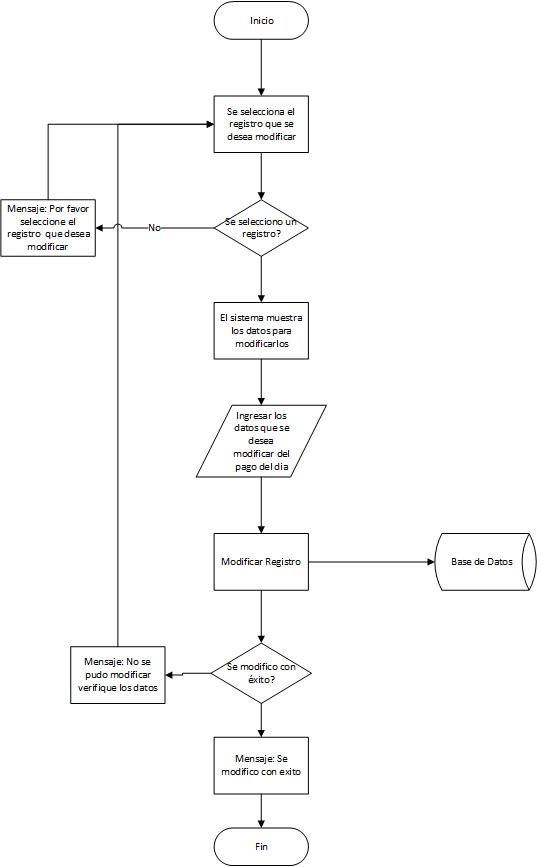 Inicio
Se selecciona el
registro que se
desea modificar
Mensaje: Por favor
seleccione el
registro que desea
modificar
No
Se selecciono un
registro?
El sistema muestra
los datos para
modificarlos
Ingresar los
datos que se
desea
modificar del
pago del dia
Modificar Registro
Base de Datos
Mensaje: No se
pudo modificar
verifique los datos
Se modifico con
éxito?
Mensaje: Se
modifico con exito
Fin